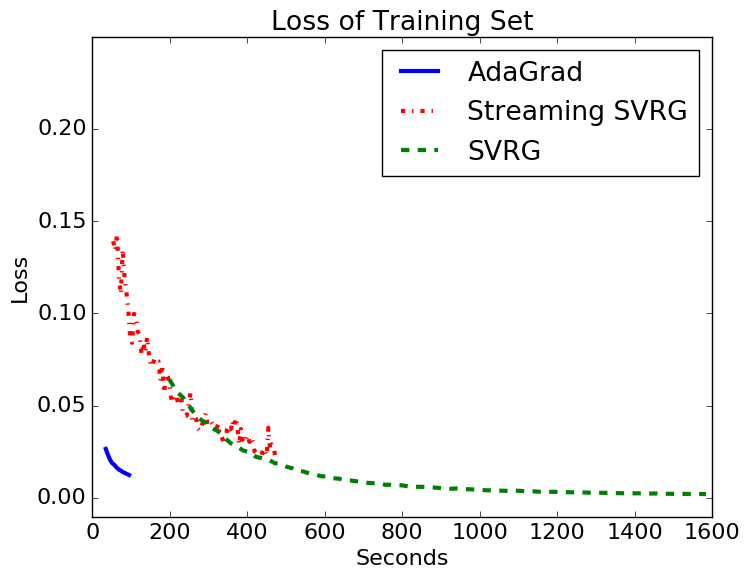 Loss of Training Set
AdaGrad
Streaming SVRG
SVRG
0.20
0.15
0.10
0.05
0.00
Loss
0 200 400 600 800 1000 1200 1400 1600
Seconds